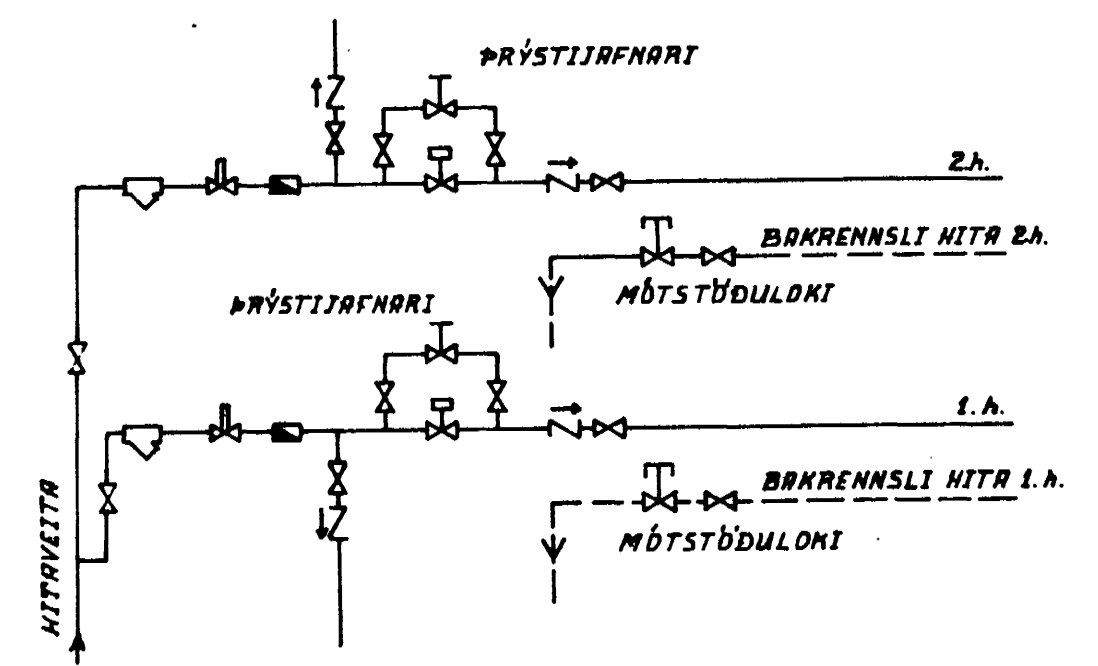 ÞRÝSTIJAFNARI
2.h.
BAKRENNSLI HITA 2.h.
MÓTSTÖÐULOKI
ÞRÝSTIJAFNARI
1.h.
BAKRENNSLI HITA 1.h.
MÓTSTÖÐULOKI
HITAVEITA